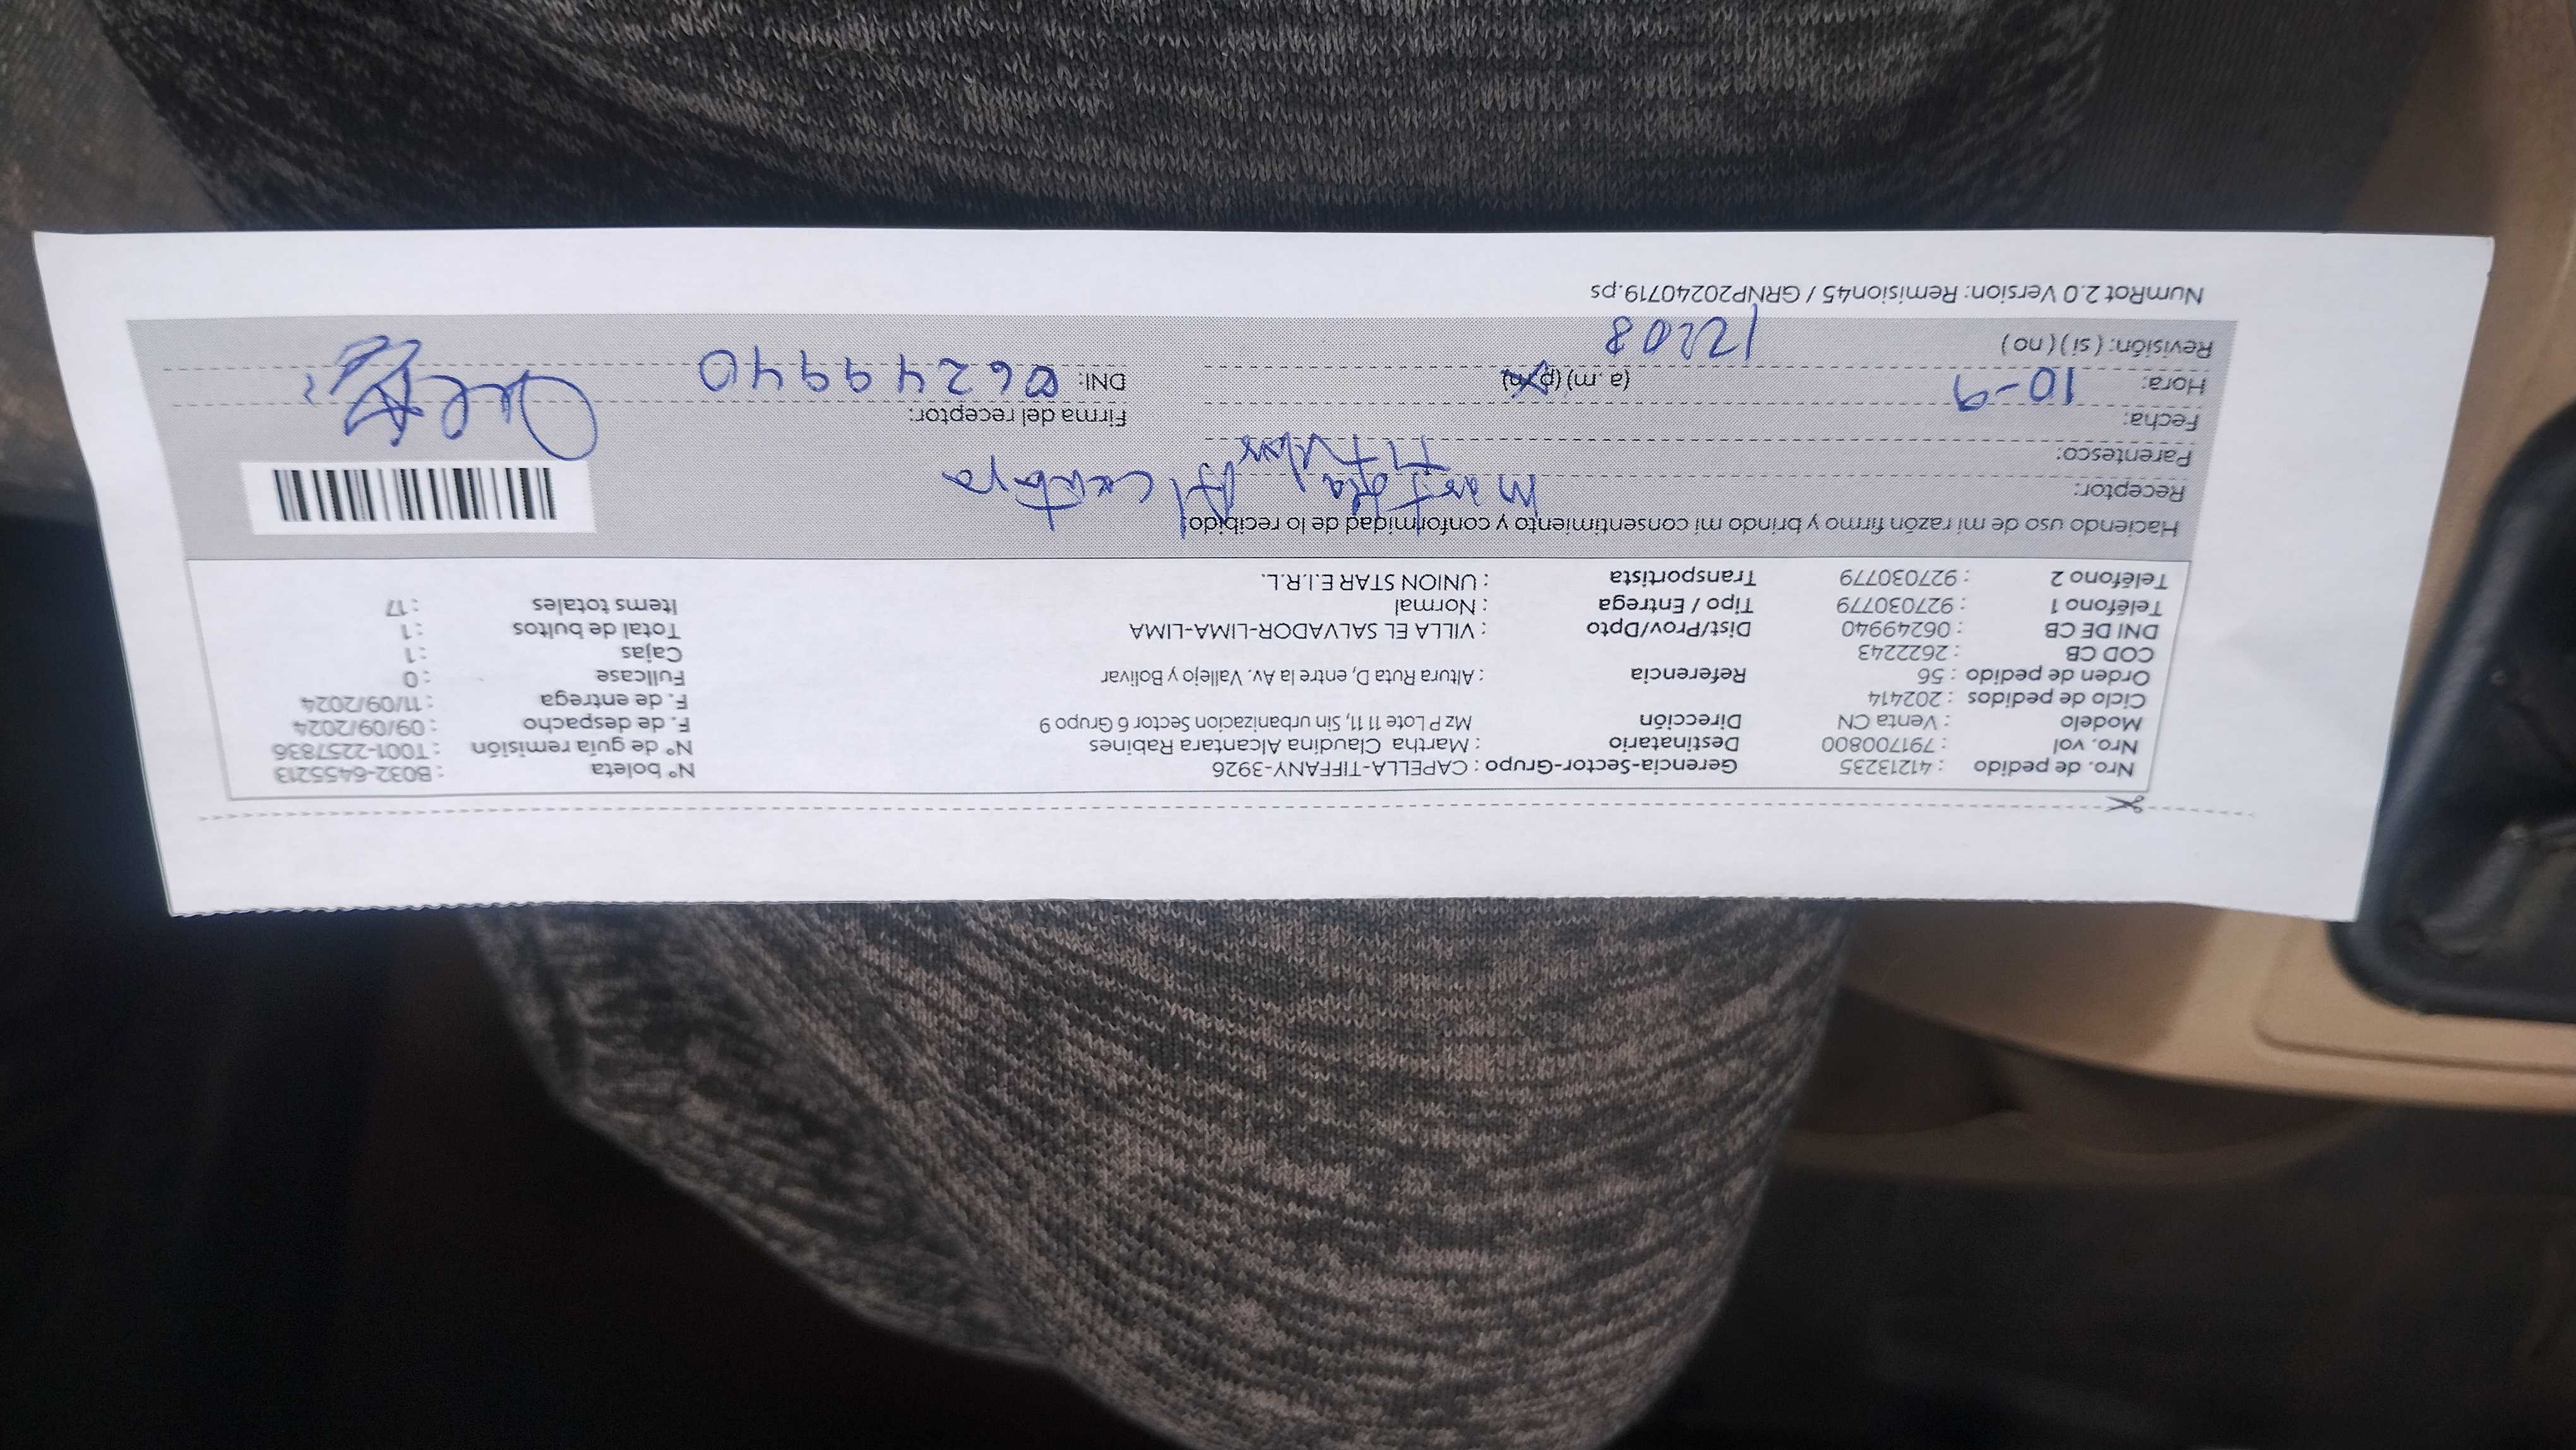 Nro. de pedido : 41213235 Gerencia-Sector-Grupo : CAPELLA-TIFFANY-3926 N° boleta : B032-6455213
Nro. vol : 791700800 Destinatario : Martha Claudina Alcantara Rabines N° de guía remisión : T001-2257836
Modelo : Venta CN Dirección Mz P Lote 11 11, Sin urbanización Sector 6 Grupo 9 F. de despacho : 09/09/2024
Ciclo de pedidos : 202414 F. de entrega : 11/09/2024
Orden de pedido : 56 Referencia : Altura Ruta D, entre la Av. Vallejo y Bolivar Fullcase : 0
COD CB : 2622243 Cajas : 1
DNI DE CB : 06249940 Dist/Prov/Dpto : VILLA EL SALVADOR-LIMA-LIMA Total de bultos : 1
Teléfono 1 : 927030779 Tipo / Entrega : Normal Items totales : 17
Teléfono 2 : 927030779 Transportista : UNION STAR E.I.R.L.
Haciendo uso de mi razón firmo y brindo mi consentimiento y conformidad de lo recibido:
Receptor: Martha
Parentesco: Titular
Fecha: Firma del receptor:
Hora: 10-9 (a. m) (p. m) DNI: 06249940
Revisión: ( si ) ( no ) 12:08
NumRot 2.0 Version: Remision45 / GRNP20240719.ps